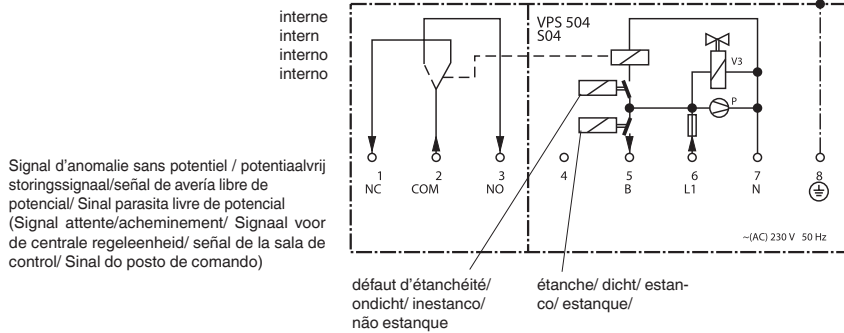 interne
intern
interno
interno
VPS 504
S04
V3
P
1 2 3 4 5 6 7 8
NC COM NO B L1 N
~(AC) 230 V 50 Hz
Signal d'anomalie sans potentiel / potentiaalvrij
storingssignaal/señal de avería libre de
potencial/ Sinal parasita livre de potencial
(Signal attente/acheminement/ Signaal voor
de centrale regeleenheid/ señal de la sala de
control/ Sinal do posto de comando)
défaut d'étanchéité/
ondicht/ inestanco/
não estanque
étanche/ dicht/ estan-
co/ estanque/